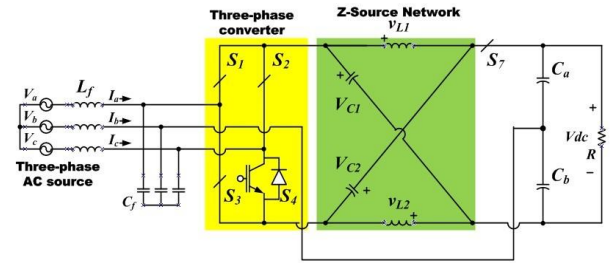 Three-phase
converter
Z-Source Network
vL1
+
S1
S2
S7
Lf
Va
Ia
Vb
Ib
Vc
Ic
VC1
+
Ca
Vdc
R
+
−
Three-phase
AC source
Cf
S3
S4
VC2
+
Cb
+
vL2